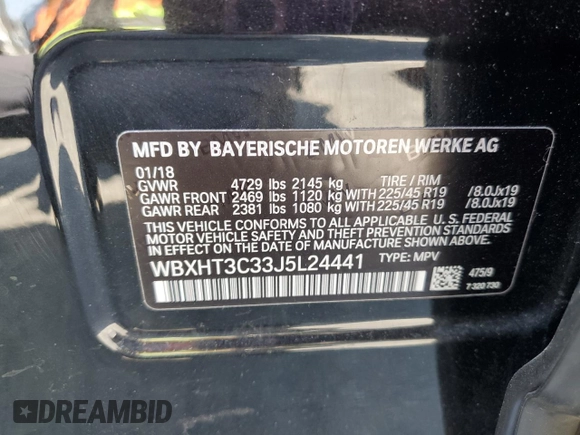 MFD BY BAYERISCHE MOTOREN WERKE AG
01/18
GVWR 4729 lbs 2145 kg TIRE / RIM
GAWR FRONT 2469 lbs 1120 kg WITH 225/45 R19 /8.0Jx19
GAWR REAR 2381 lbs 1080 kg WITH 225/45 R19 /8.0Jx19
THIS VEHICLE CONFORMS TO ALL APPLICABLE U. S. FEDERAL
MOTOR VEHICLE SAFETY AND THEFT PREVENTION STANDARDS IN
EFFECT ON THE DATE OF MANUFACTURE SHOWN ABOVE.
WBXHT3C33J5L24441 TYPE: MPV
475/9
7 320 730
DREAMBID